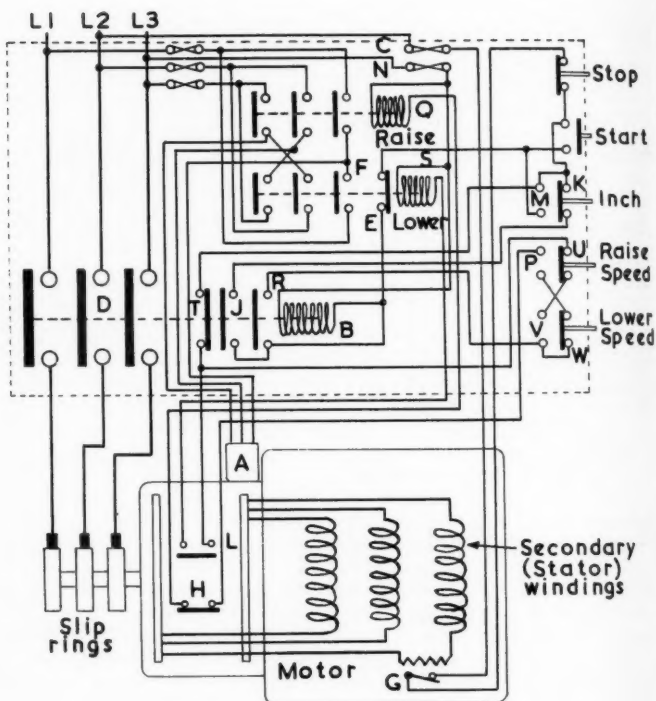 L1 L2 L3
C
N
Stop
Q
Raise
Start
F
S
K
M
Inch
Lower
E
Raise
Speed
U
P
R
D
T
J
B
V
Lower
Speed
W
A
L
H
Secondary
(Stator)
windings
Slip
rings
Motor
G